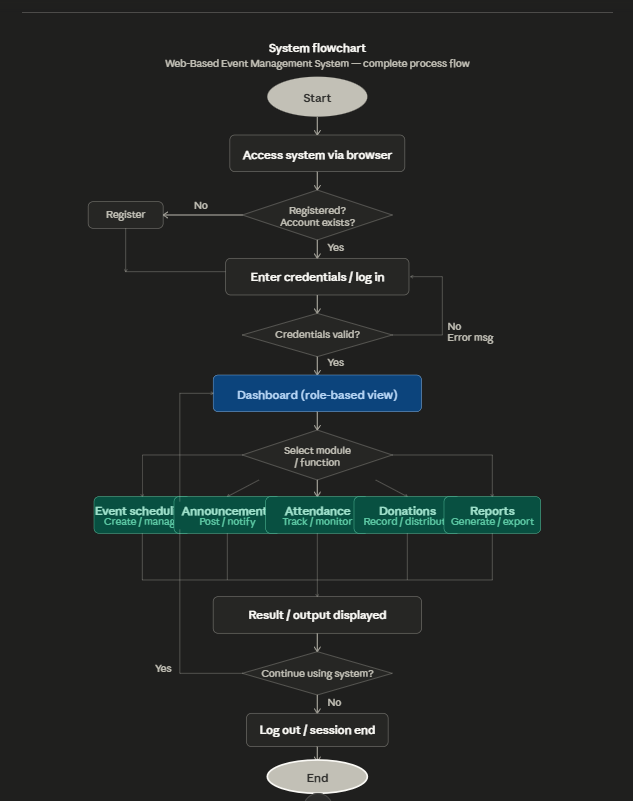 System flowchart
Web-Based Event Management System — complete process flow
Start
Access system via browser
Registered?
Account exists?
No
Register
Yes
Enter credentials / log in
Credentials valid?
No
Error msg
Yes
Dashboard (role-based view)
Select module
/ function
Event schedul
Create / manag
Announcement
Post / notify
Attendance
Track / monitor
Donations
Record / distribut
Reports
Generate / export
Result / output displayed
Continue using system?
Yes
No
Log out / session end
End